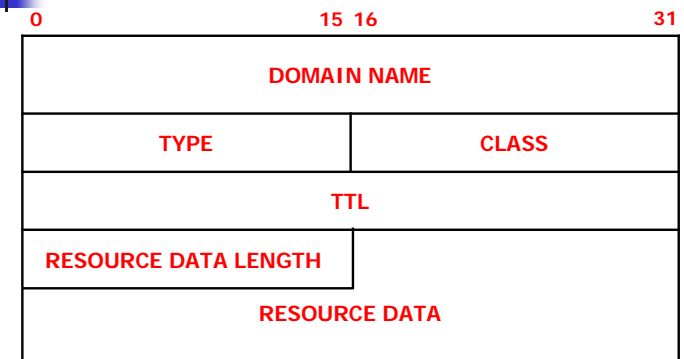 0 15 16 31
DOMAIN NAME
TYPE CLASS
TTL
RESOURCE DATA LENGTH
RESOURCE DATA